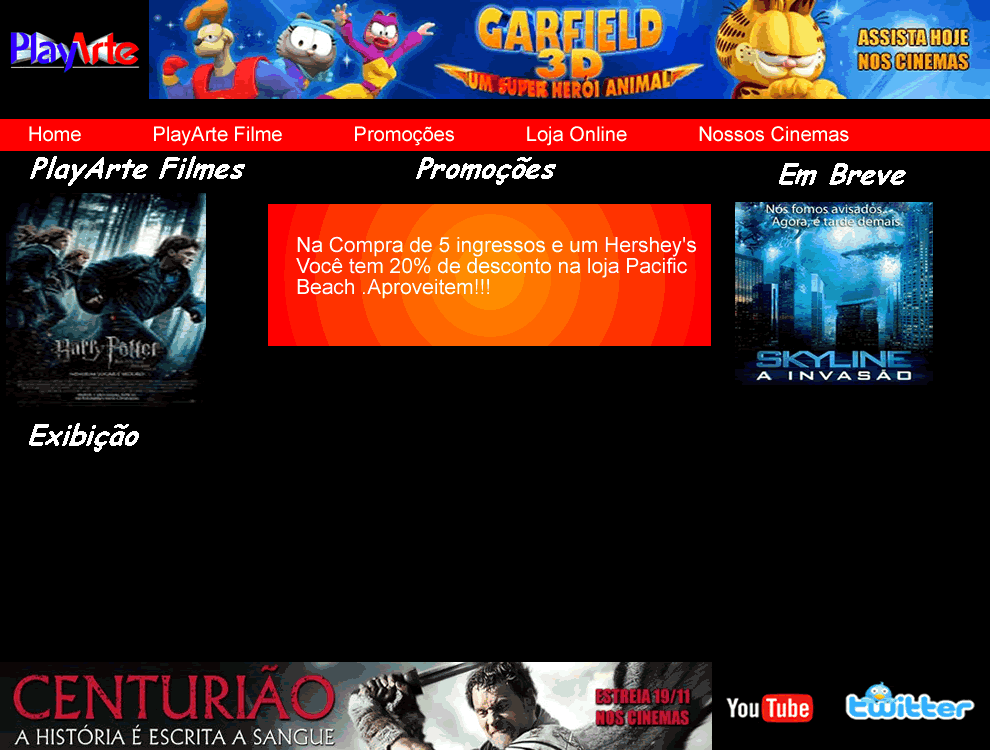 PlayArte
GARFIELD
3D
UM SUPER HERÓI ANIMAL
ASSISTA HOJE
NOS CINEMAS
Home PlayArte Filme Promoções Loja Online Nossos Cinemas
PlayArte Filmes
Promoções
Em Breve
Harry Potter
Na Compra de 5 ingressos e um Hershey's
Você tem 20% de desconto na loja Pacific
Beach .Aproveitem!!!
Nós fomos avisados.
Agora, é tarde demais.
SKYLINE
A INVASÃO
Exibição
CENTURIÃO
A HISTÓRIA É ESCRITA A SANGUE
ESTREIA 19/11
NOS CINEMAS
YouTube
twitter